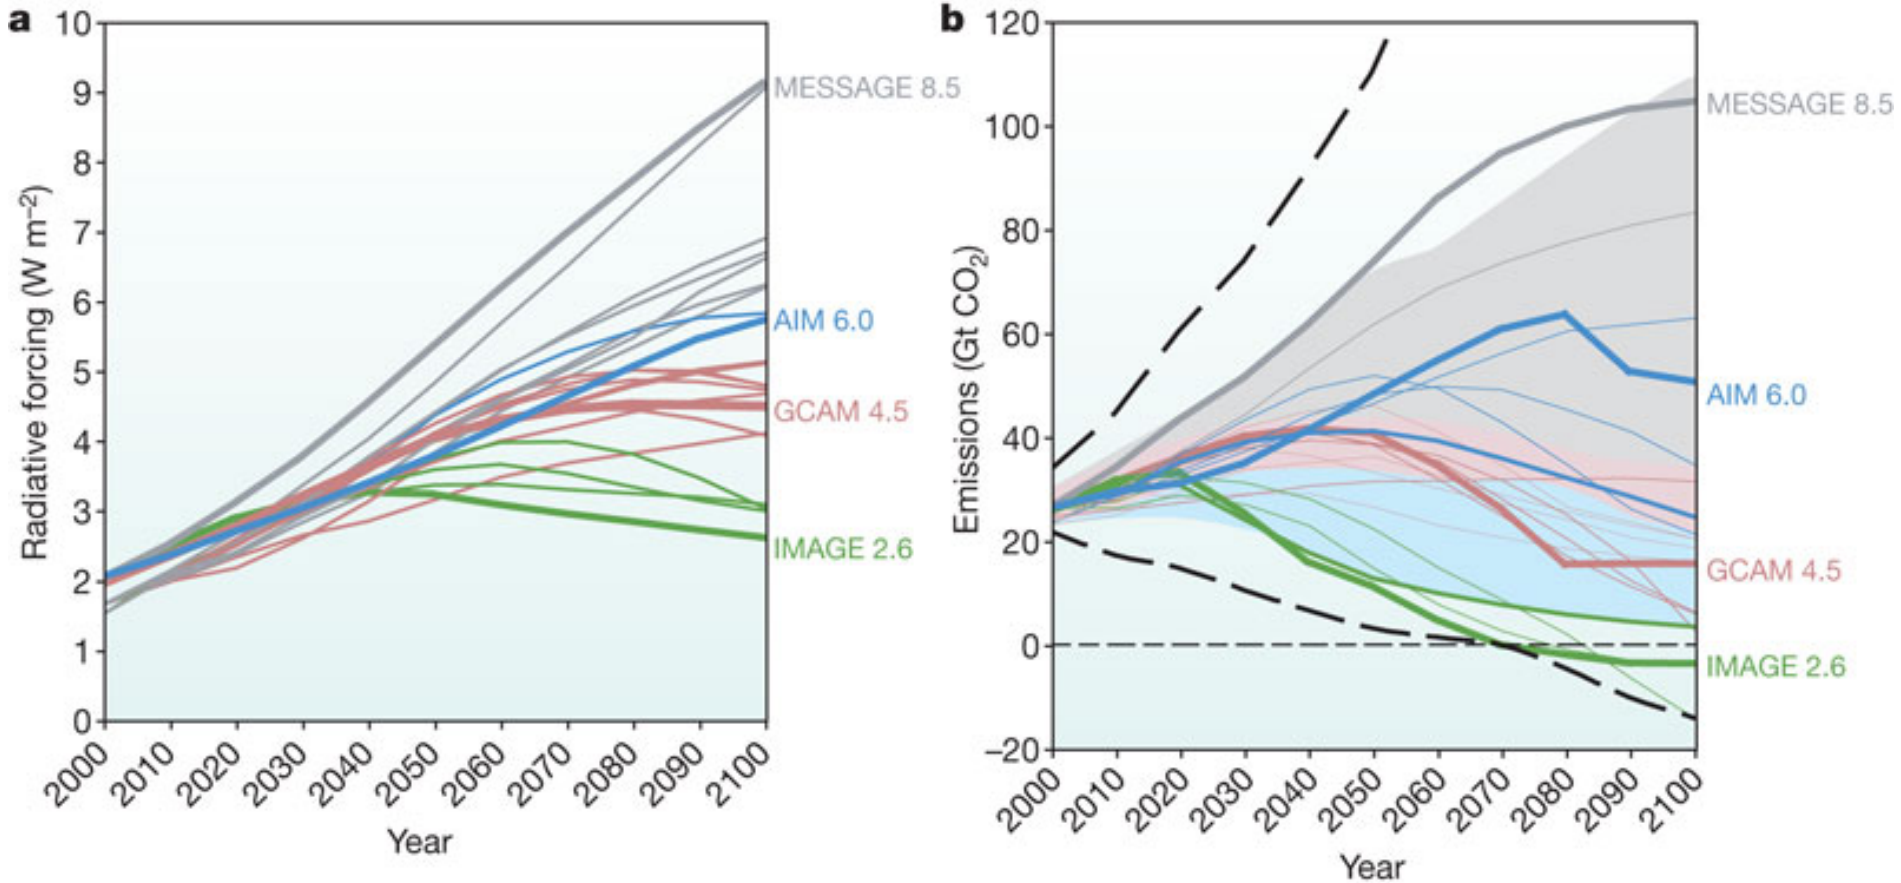 a
Radiative forcing (W m⁻²)
10
9
8
7
6
5
4
3
2
1
0
2000 2010 2020 2030 2040 2050 2060 2070 2080 2090 2100
Year
MESSAGE 8.5
AIM 6.0
GCAM 4.5
IMAGE 2.6
b
Emissions (Gt CO₂)
120
100
80
60
40
20
0
–20
2000 2010 2020 2030 2040 2050 2060 2070 2080 2090 2100
Year
MESSAGE 8.5
AIM 6.0
GCAM 4.5
IMAGE 2.6